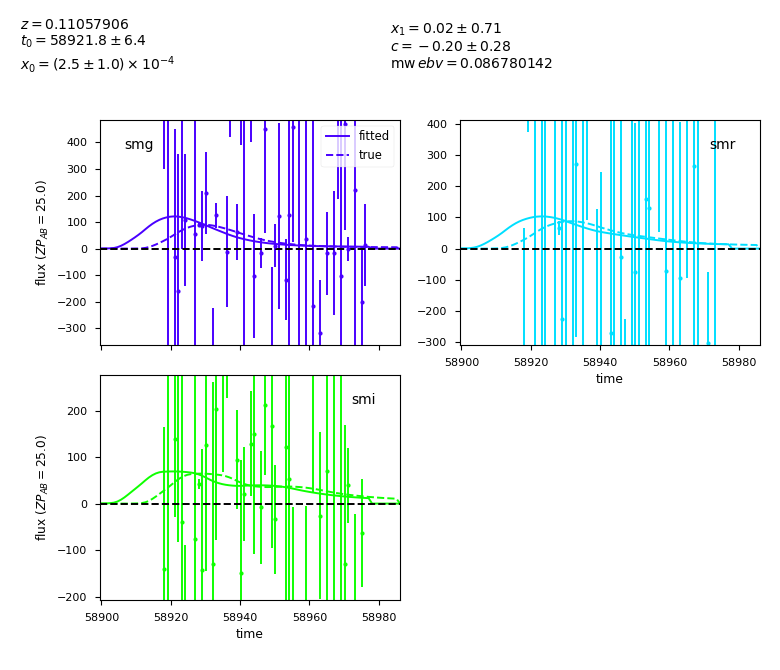 z = 0.11057906
t₀ = 58921.8 ± 6.4
x₀ = (2.5 ± 1.0) × 10⁻⁴
x₁ = 0.02 ± 0.71
c = −0.20 ± 0.28
mw ebv = 0.086780142
smg
fitted
true
400
300
200
100
0
−100
−200
−300
flux (ZP_AB = 25.0)
smr
400
300
200
100
0
−100
−200
−300
58900 58920 58940 58960 58980
time
smi
200
100
0
−100
−200
flux (ZP_AB = 25.0)
58900 58920 58940 58960 58980
time